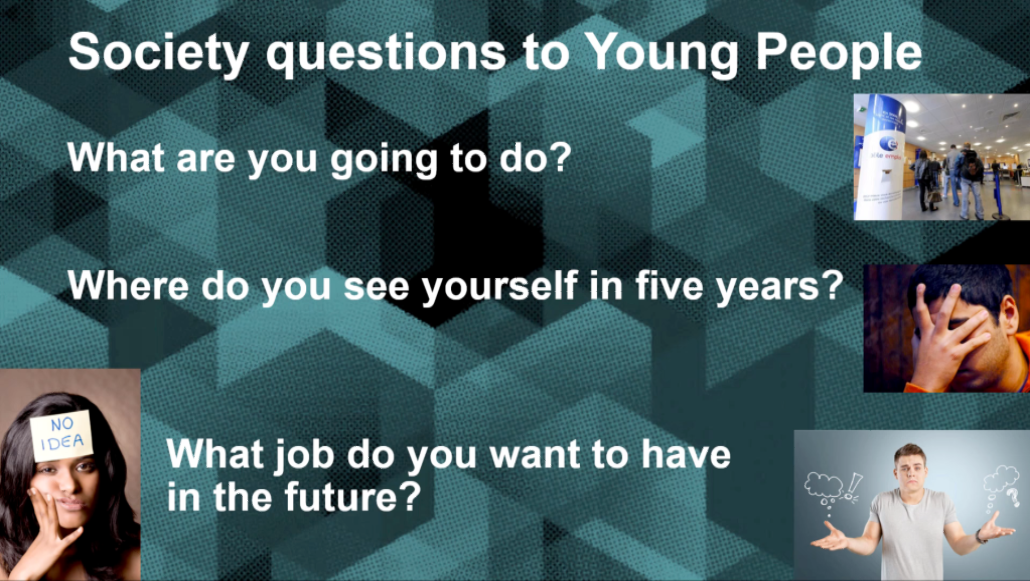 Society questions to Young People
What are you going to do?
Where do you see yourself in five years?
NO
IDEA
What job do you want to have
in the future?